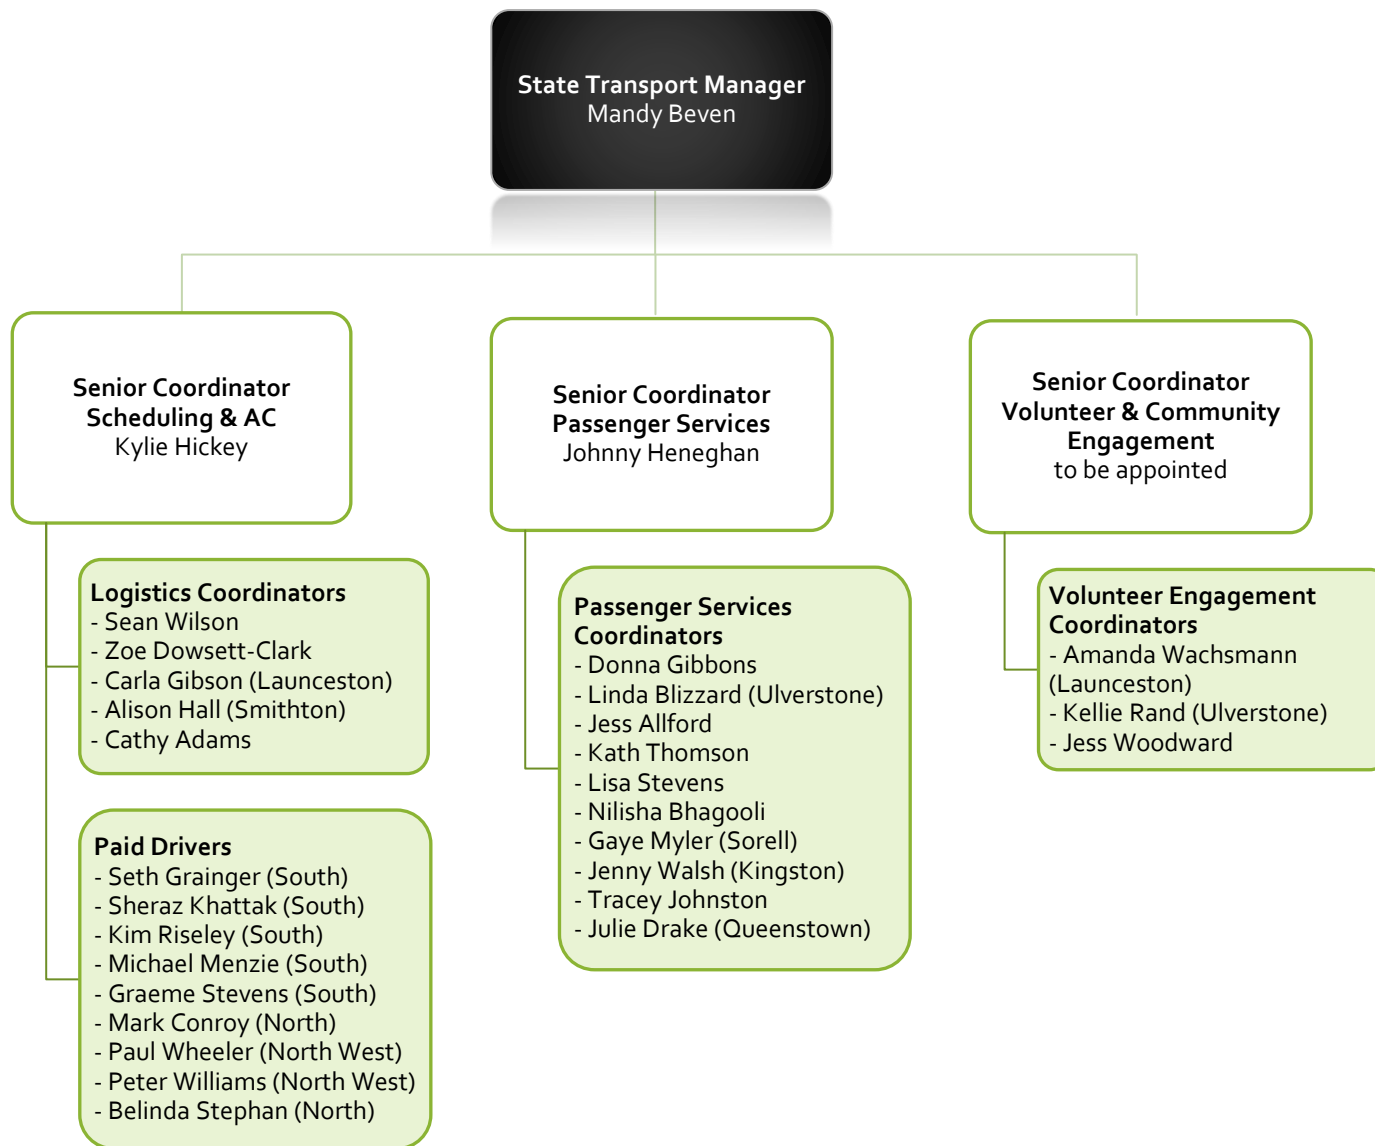 State Transport Manager
Mandy Beven
Senior Coordinator
Scheduling & AC
Kylie Hickey
Senior Coordinator
Passenger Services
Johnny Heneghan
Senior Coordinator
Volunteer & Community
Engagement
to be appointed
Logistics Coordinators
- Sean Wilson
- Zoe Dowsett-Clark
- Carla Gibson (Launceston)
- Alison Hall (Smithton)
- Cathy Adams
Paid Drivers
- Seth Grainger (South)
- Sheraz Khattak (South)
- Kim Riseley (South)
- Michael Menzie (South)
- Graeme Stevens (South)
- Mark Conroy (North)
- Paul Wheeler (North West)
- Peter Williams (North West)
- Belinda Stephan (North)
Passenger Services
Coordinators
- Donna Gibbons
- Linda Blizzard (Ulverstone)
- Jess Allford
- Kath Thomson
- Lisa Stevens
- Nilisha Bhagooli
- Gaye Myler (Sorell)
- Jenny Walsh (Kingston)
- Tracey Johnston
- Julie Drake (Queenstown)
Volunteer Engagement
Coordinators
- Amanda Wachsmann
(Launceston)
- Kellie Rand (Ulverstone)
- Jess Woodward